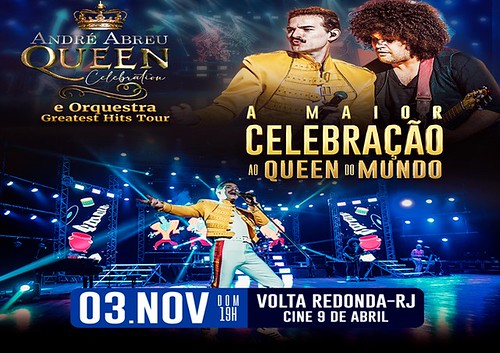 ANDRÉ ABREU
QUEEN
Celebration
e Orquestra
Greatest Hits Tour
A MAIOR
CELEBRAÇÃO
AO QUEEN DO MUNDO
03.NOV
DOM
19H
VOLTA REDONDA-RJ
CINE 9 DE ABRIL